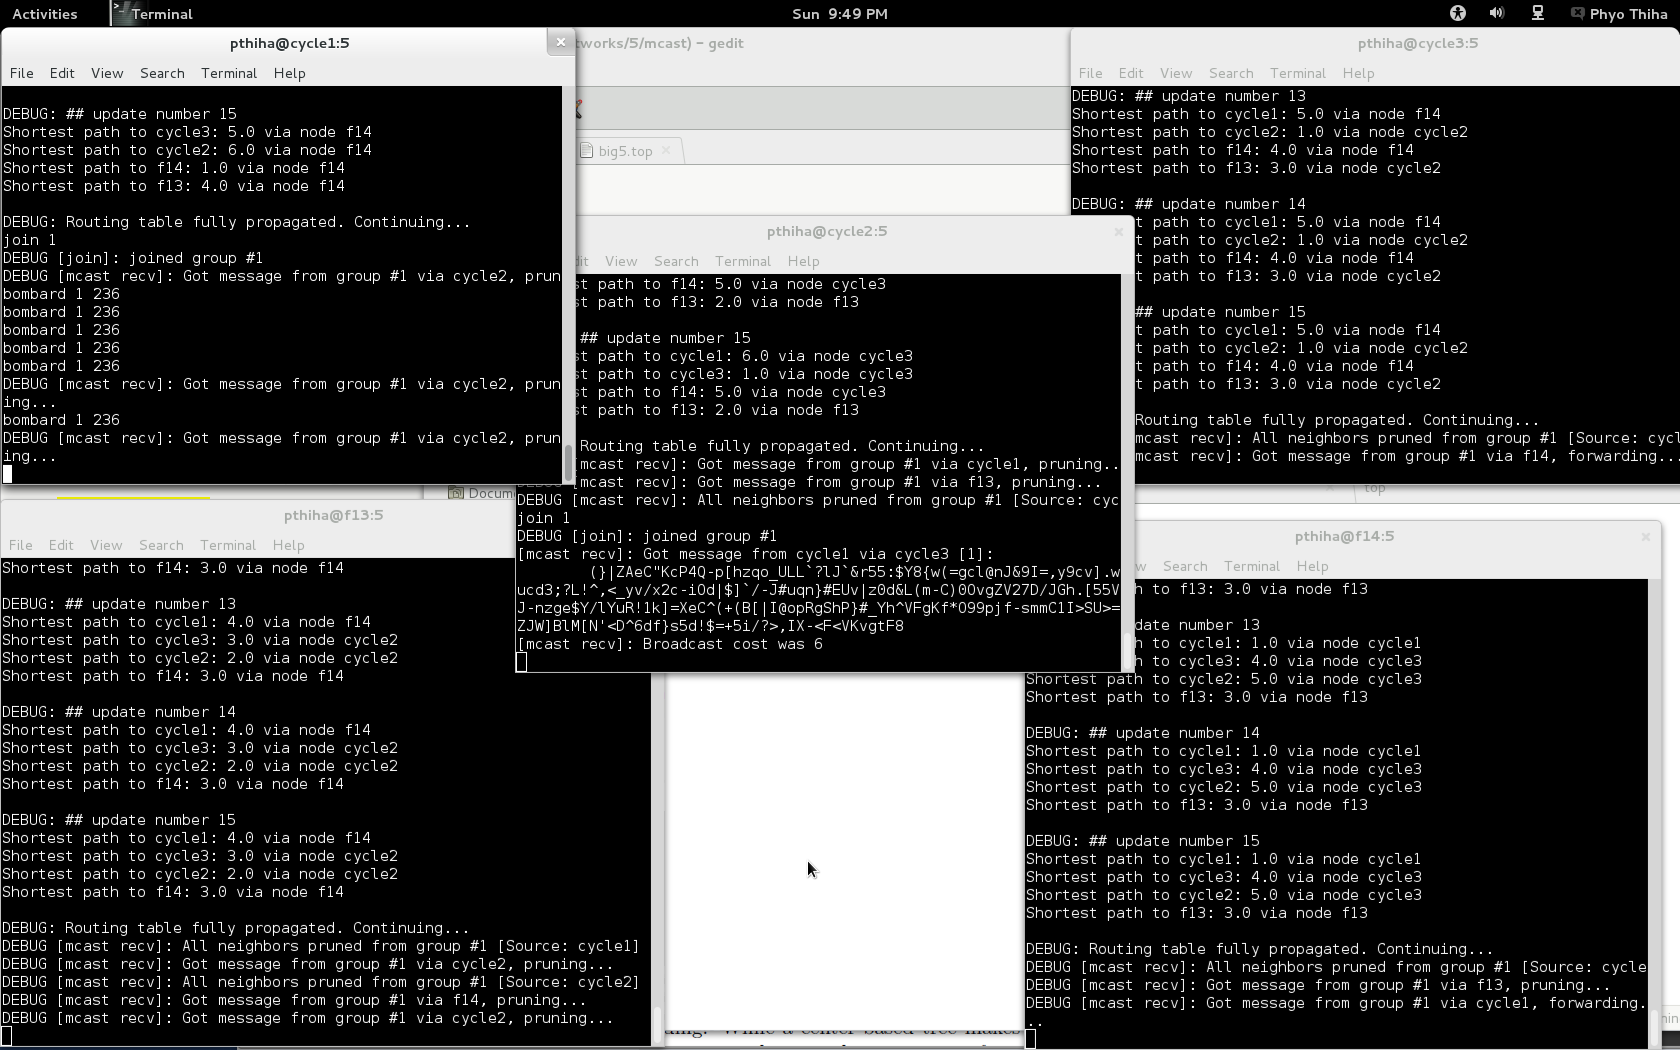 Activities Terminal Sun 9:49 PM Phyo Thiha
pthiha@cycle1:5
File Edit View Search Terminal Help
DEBUG: ## update number 15
Shortest path to cycle3: 5.0 via node f14
Shortest path to cycle2: 6.0 via node f14
Shortest path to f14: 1.0 via node f14
Shortest path to f13: 4.0 via node f14
DEBUG: Routing table fully propagated. Continuing...
join 1
DEBUG [join]: joined group #1
DEBUG [mcast recv]: Got message from group #1 via cycle2, prun
bombard 1 236
bombard 1 236
bombard 1 236
bombard 1 236
bombard 1 236
DEBUG [mcast recv]: Got message from group #1 via cycle2, prun
ing...
bombard 1 236
DEBUG [mcast recv]: Got message from group #1 via cycle2, prun
ing...
tworks/5/mcast) - gedit
big5.top
pthiha@cycle3:5
File Edit View Search Terminal Help
DEBUG: ## update number 13
Shortest path to cycle1: 5.0 via node f14
Shortest path to cycle2: 1.0 via node cycle2
Shortest path to f14: 4.0 via node f14
Shortest path to f13: 3.0 via node cycle2
DEBUG: ## update number 14
t path to cycle1: 5.0 via node f14
t path to cycle2: 1.0 via node cycle2
t path to f14: 4.0 via node f14
t path to f13: 3.0 via node cycle2
## update number 15
t path to cycle1: 5.0 via node f14
t path to cycle2: 1.0 via node cycle2
t path to f14: 4.0 via node f14
t path to f13: 3.0 via node cycle2
Routing table fully propagated. Continuing...
mcast recv]: All neighbors pruned from group #1 [Source: cycl
mcast recv]: Got message from group #1 via f14, forwarding...
top
pthiha@cycle2:5
dit View Search Terminal Help
st path to f14: 5.0 via node cycle3
st path to f13: 2.0 via node f13
## update number 15
st path to cycle1: 6.0 via node cycle3
st path to cycle3: 1.0 via node cycle3
st path to f14: 5.0 via node cycle3
st path to f13: 2.0 via node f13
Routing table fully propagated. Continuing...
[mcast recv]: Got message from group #1 via cycle1, pruning..
[mcast recv]: Got message from group #1 via f13, pruning...
DEBUG [mcast recv]: All neighbors pruned from group #1 [Source: cyc
join 1
DEBUG [join]: joined group #1
[mcast recv]: Got message from cycle1 via cycle3 [1]:
(}|ZAeC"KcP4Q-p[hzqo_ULL`?lJ`&r55:$Y8{w(=gcl@nJ&9I=,y9cv].w
ucd3;?L!^,<_yv/x2c-iOd|$]`/-J#uqn}#EUv|z0d&L(m-C)0OvgZV27D/JGh.[55V
J-nzge$Y/lYuR!1k]=XeC^(+(B[|I@opRgShP}#_Yh^VFgKf*O99pjf-smmC1I>SU>=
ZJW]BlM[N'<D^6df}s5d!$=+5i/?>,IX-<F<VKvgtF8
[mcast recv]: Broadcast cost was 6
Docum
pthiha@f13:5
File Edit View Search Terminal Help
Shortest path to f14: 3.0 via node f14
DEBUG: ## update number 13
Shortest path to cycle1: 4.0 via node f14
Shortest path to cycle3: 3.0 via node cycle2
Shortest path to cycle2: 2.0 via node cycle2
Shortest path to f14: 3.0 via node f14
DEBUG: ## update number 14
Shortest path to cycle1: 4.0 via node f14
Shortest path to cycle3: 3.0 via node cycle2
Shortest path to cycle2: 2.0 via node cycle2
Shortest path to f14: 3.0 via node f14
DEBUG: ## update number 15
Shortest path to cycle1: 4.0 via node f14
Shortest path to cycle3: 3.0 via node cycle2
Shortest path to cycle2: 2.0 via node cycle2
Shortest path to f14: 3.0 via node f14
DEBUG: Routing table fully propagated. Continuing...
DEBUG [mcast recv]: All neighbors pruned from group #1 [Source: cycle1]
DEBUG [mcast recv]: Got message from group #1 via cycle2, pruning...
DEBUG [mcast recv]: All neighbors pruned from group #1 [Source: cycle2]
DEBUG [mcast recv]: Got message from group #1 via f14, pruning...
DEBUG [mcast recv]: Got message from group #1 via cycle2, pruning...
pthiha@f14:5
w Search Terminal Help
h to f13: 3.0 via node f13
date number 13
h to cycle1: 1.0 via node cycle1
h to cycle3: 4.0 via node cycle3
Shortest path to cycle2: 5.0 via node cycle3
Shortest path to f13: 3.0 via node f13
DEBUG: ## update number 14
Shortest path to cycle1: 1.0 via node cycle1
Shortest path to cycle3: 4.0 via node cycle3
Shortest path to cycle2: 5.0 via node cycle3
Shortest path to f13: 3.0 via node f13
DEBUG: ## update number 15
Shortest path to cycle1: 1.0 via node cycle1
Shortest path to cycle3: 4.0 via node cycle3
Shortest path to cycle2: 5.0 via node cycle3
Shortest path to f13: 3.0 via node f13
DEBUG: Routing table fully propagated. Continuing...
DEBUG [mcast recv]: All neighbors pruned from group #1 [Source: cycle
DEBUG [mcast recv]: Got message from group #1 via f13, pruning...
DEBUG [mcast recv]: Got message from group #1 via cycle1, forwarding.
..